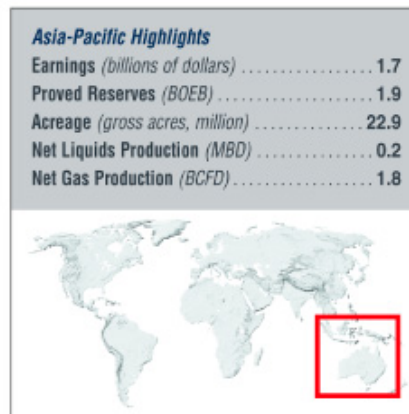 Asia-Pacific Highlights
Earnings (billions of dollars) ................. 1.7
Proved Reserves (BOEB) ................. 1.9
Acreage (gross acres, million) ................. 22.9
Net Liquids Production (MBD) ................. 0.2
Net Gas Production (BCFD) ................. 1.8